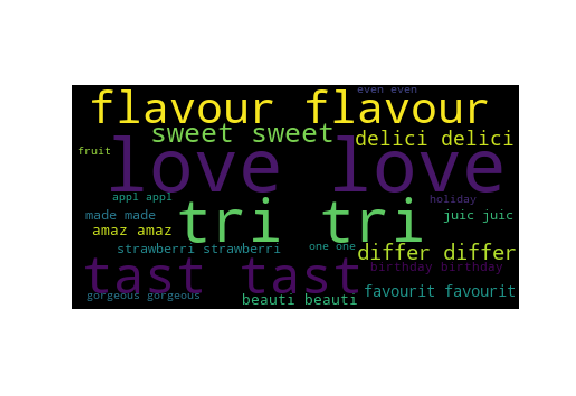 even even
flavour flavour
sweet sweet
delici delici
love love
fruit
appl appl
holiday
tri tri
made made
juic juic
amaz amaz
strawberri strawberri
one one
differ differ
tast tast
birthday birthday
gorgeous gorgeous
beauti beauti
favourit favourit